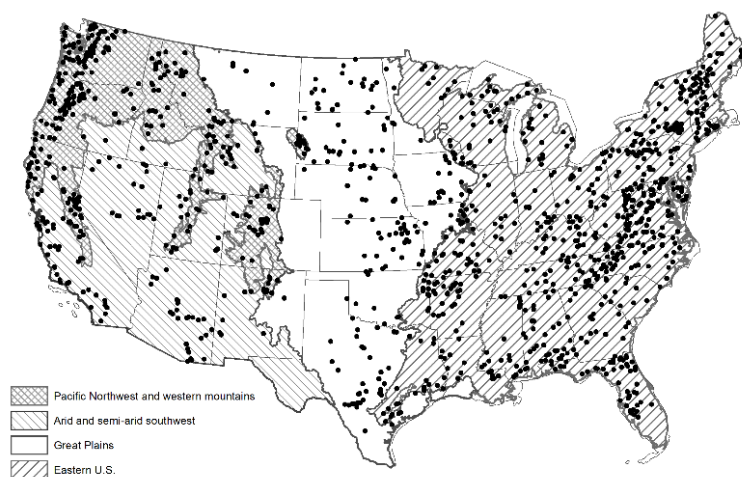 Pacific Northwest and western mountains
Arid and semi-arid southwest
Great Plains
Eastern U.S.